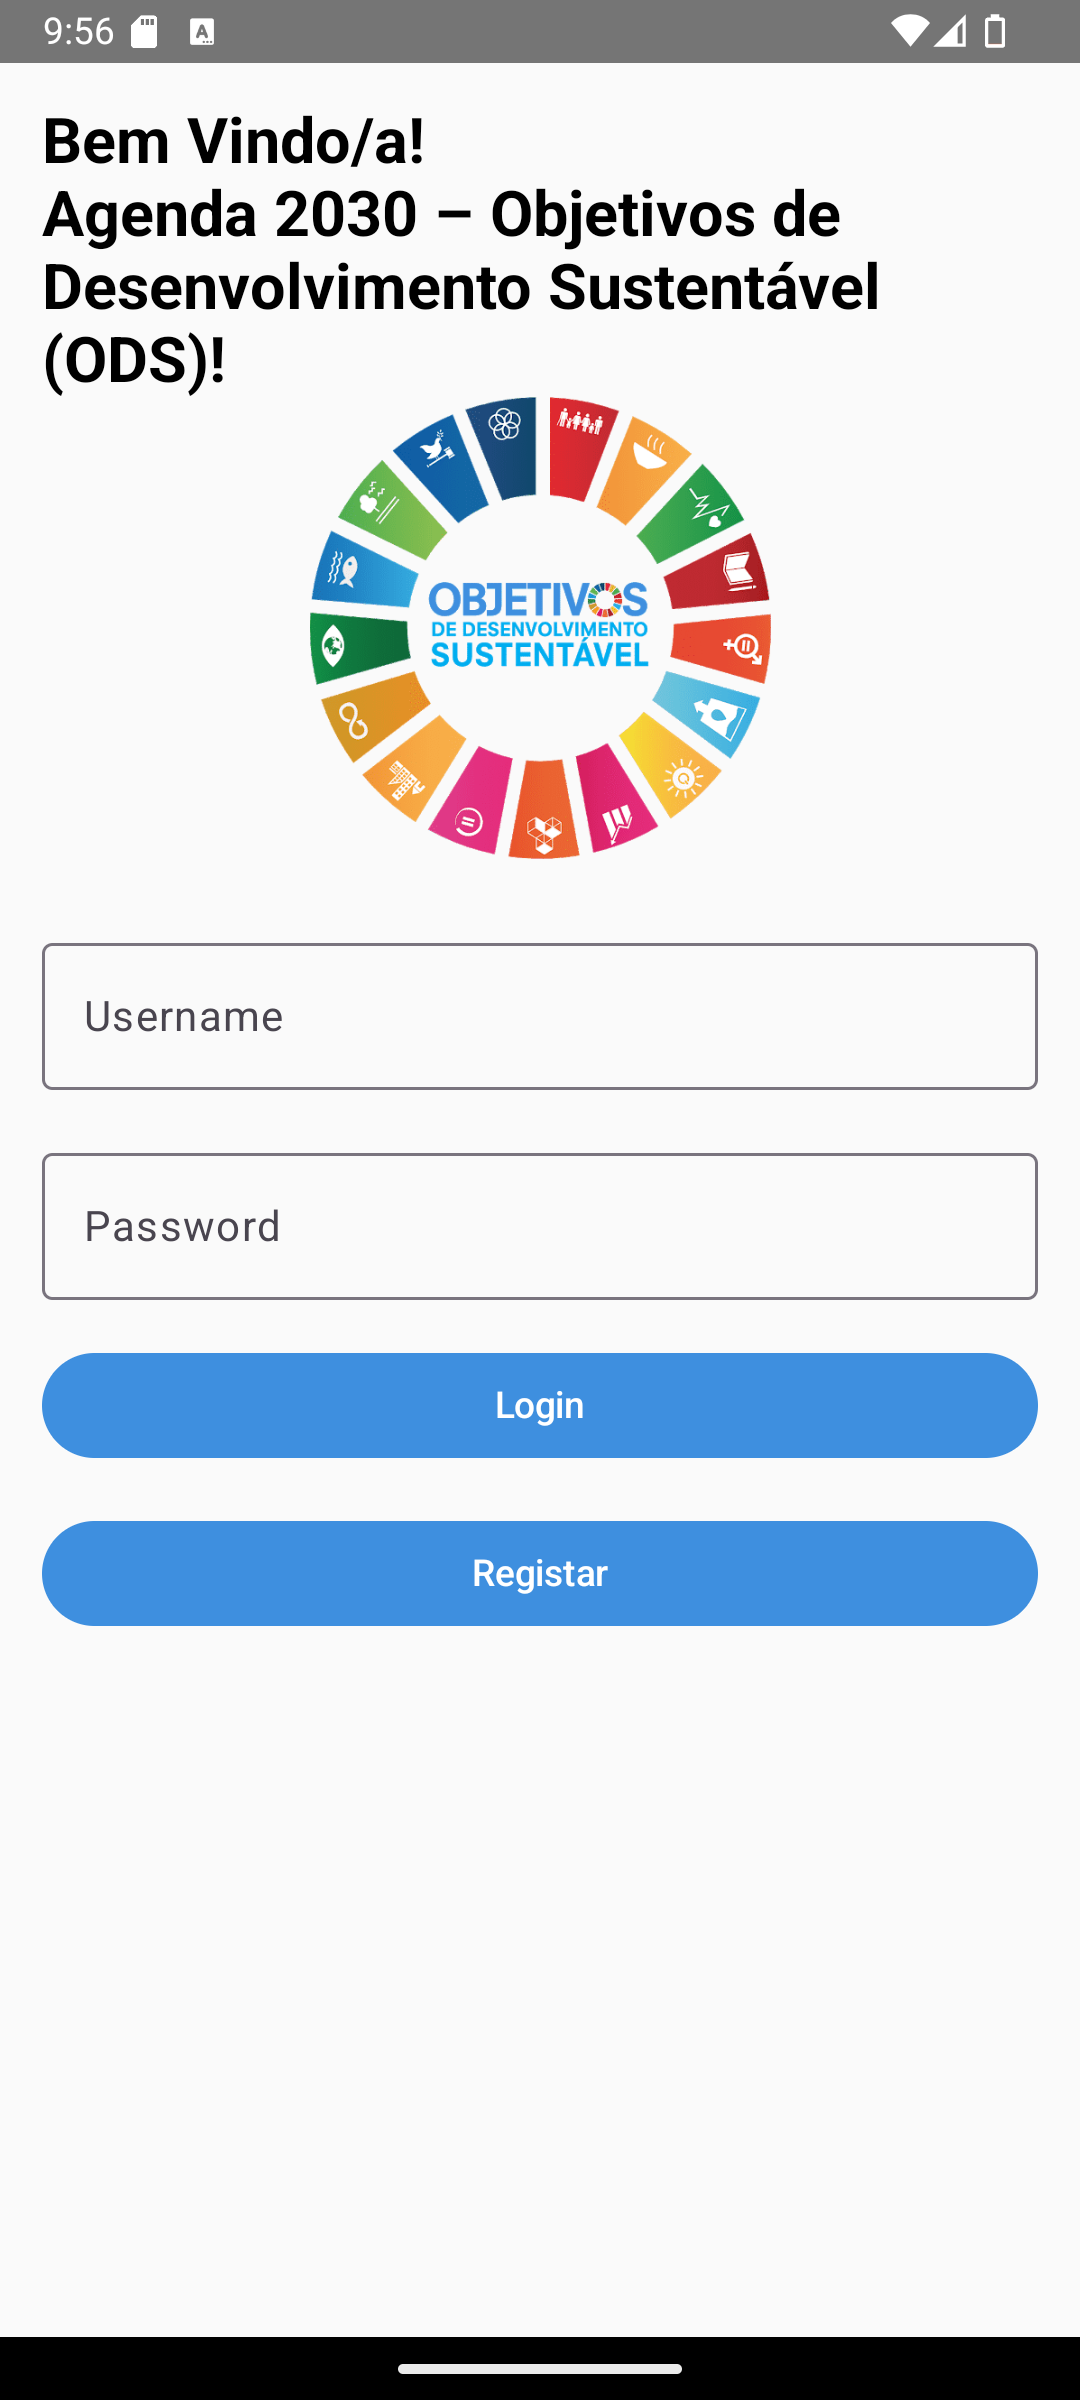 9:56
Bem Vindo/a!
Agenda 2030 – Objetivos de
Desenvolvimento Sustentável
(ODS)!
OBJETIVOS
DE DESENVOLVIMENTO
SUSTENTÁVEL
Username
Password
Login
Registar